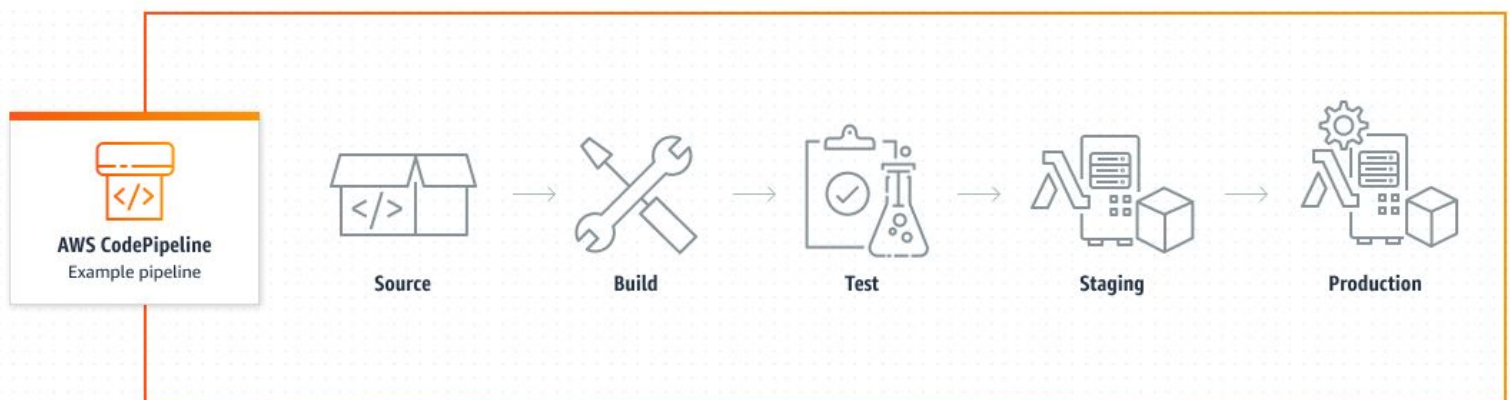 </>
AWS CodePipeline
Example pipeline
</>
Source
Build
Test
Staging
Production